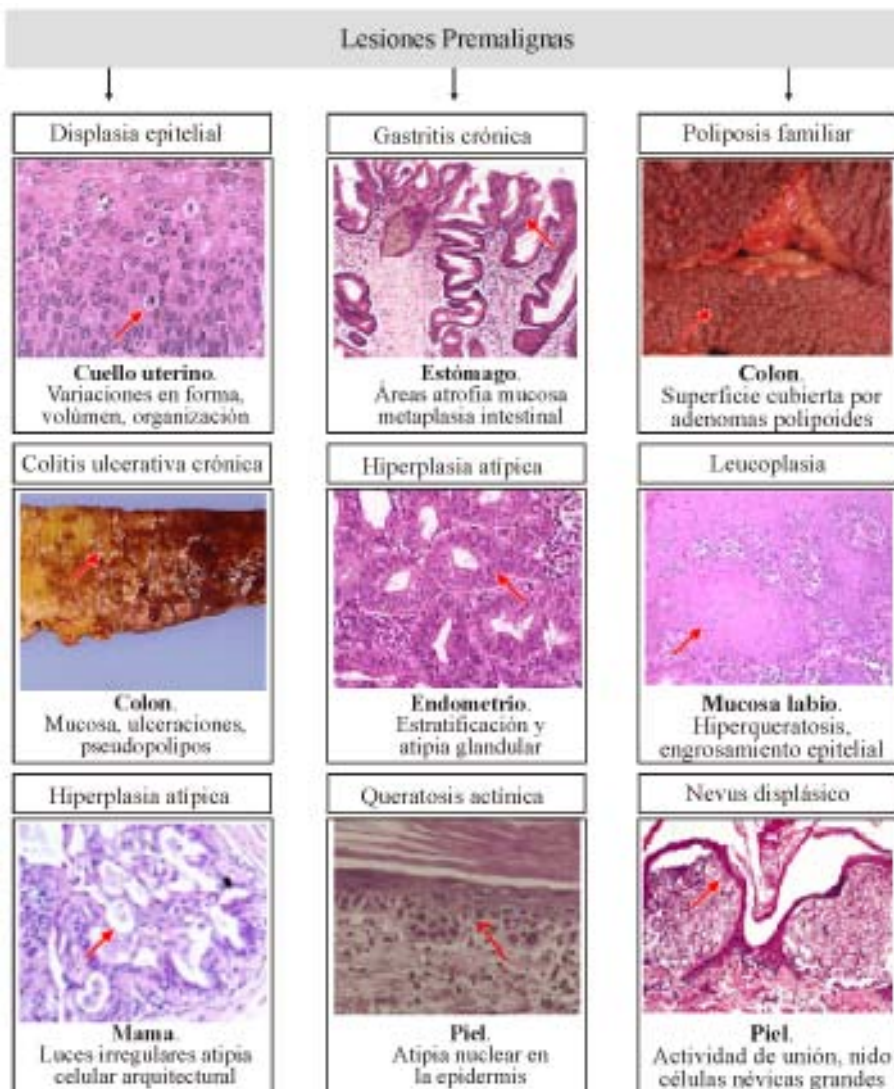 Lesiones Premalignas
Displasia epitelial
Cuello uterino.
Variaciones en forma,
volúmen, organización
Gastritis crónica
Estómago.
Áreas atrofia mucosa
metaplasia intestinal
Poliposis familiar
Colon.
Superficie cubierta por
adenomas polipoides
Colitis ulcerativa crónica
Colon.
Mucosa, ulceraciones,
pseudopolipos
Hiperplasia atípica
Endometrio.
Estratificación y
atipia glandular
Leucoplasia
Mucosa labio.
Hiperqueratosis,
engrosamiento epitelial
Hiperplasia atípica
Mama.
Luces irregulares atipia
celular arquitectural
Queratosis actínica
Piel.
Atipia nuclear en
la epidermis
Nevus displásico
Piel.
Actividad de unión, nido
células névicas grandes